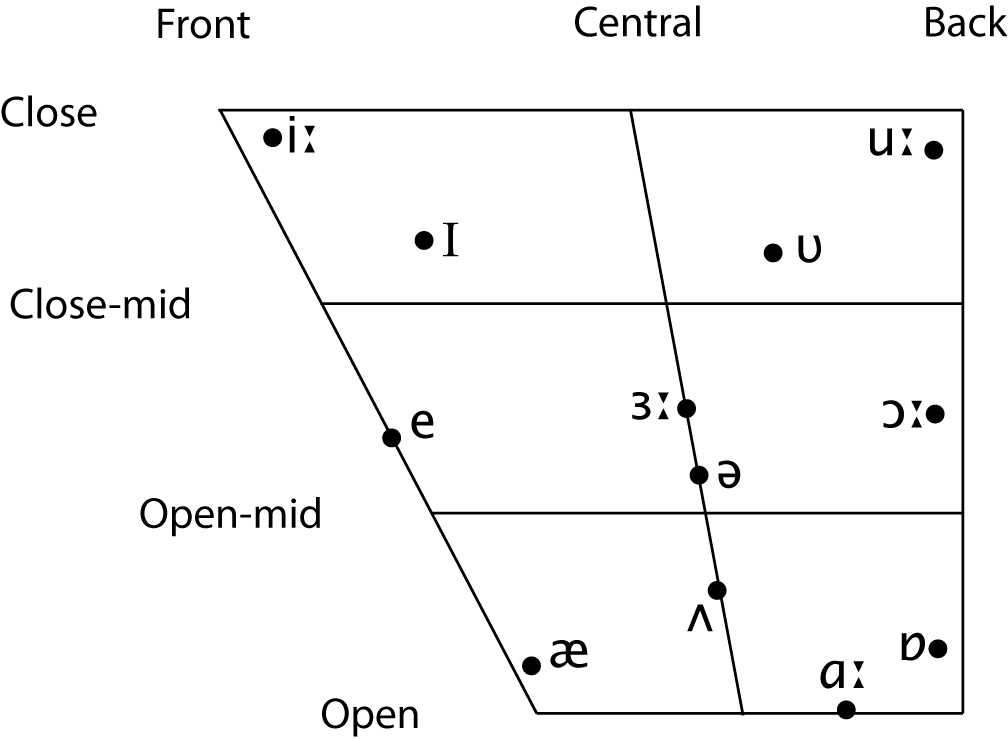 Front Central Back
Close
iː uː
I ʊ
Close-mid
e ɜː ɔː
ə
Open-mid
ʌ
æ ɒ
ɑː
Open